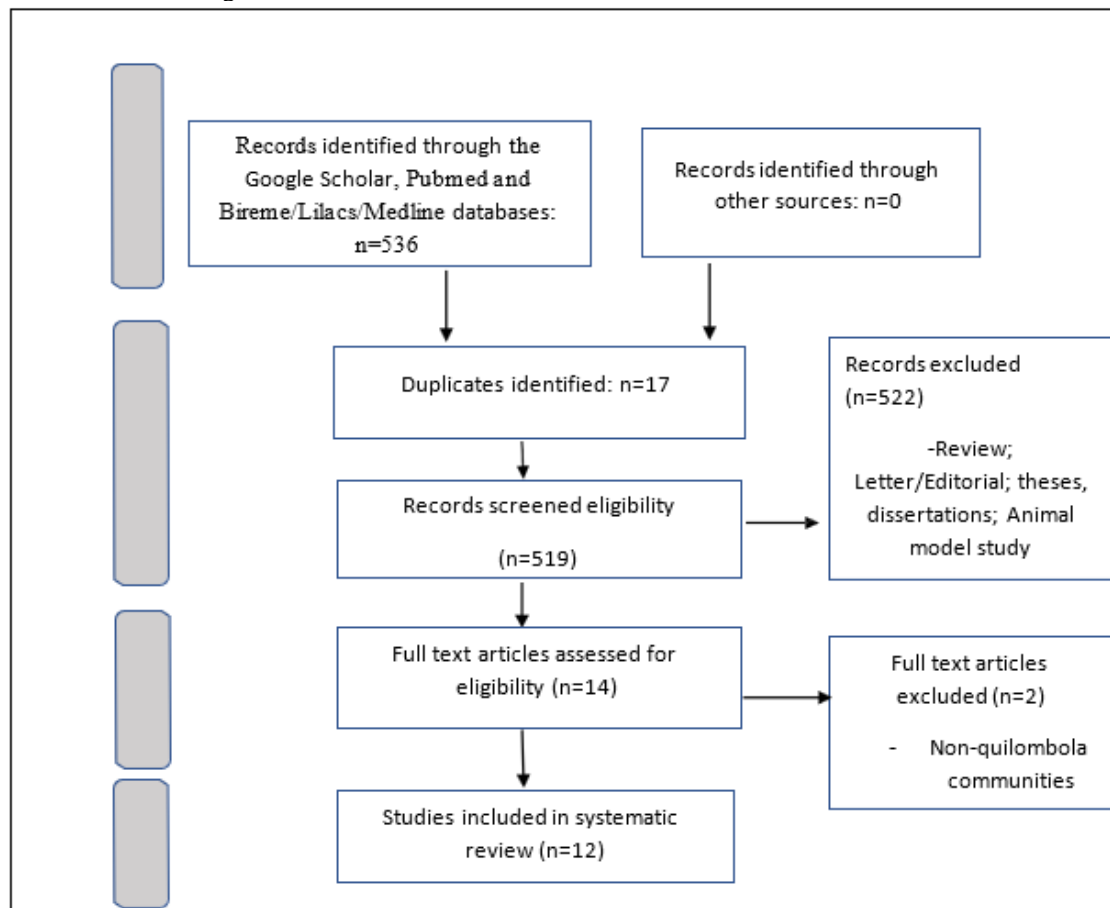 Records identified through the
Google Scholar, Pubmed and
Bireme/Lilacs/Medline databases:
n=536
Records identified through
other sources: n=0
Duplicates identified: n=17
Records excluded
(n=522)
-Review;
Letter/Editorial; theses,
dissertations; Animal
model study
Records screened eligibility
(n=519)
Full text articles assessed for
eligibility (n=14)
Full text articles
excluded (n=2)
- Non-quilombola
communities
Studies included in systematic
review (n=12)